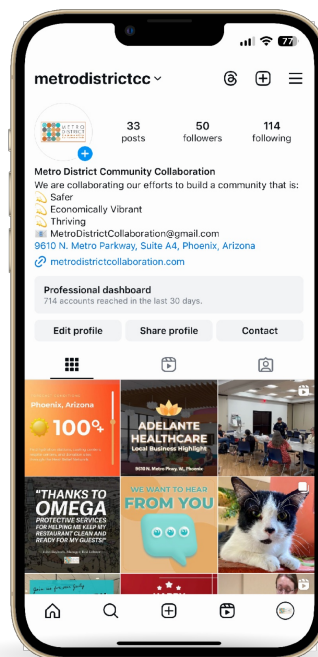 77
metrodistrictcc
METRO
DISTRICT
33
posts
50
followers
114
following
Metro District Community Collaboration
We are collaborating our efforts to build a community that is:
Safer
Economically Vibrant
Thriving
MetroDistrictCollaboration@gmail.com
9610 N. Metro Parkway, Suite A4, Phoenix, Arizona
metrodistrictcollaboration.com
Professional dashboard
714 accounts reached in the last 30 days.
Edit profile
Share profile
Contact
Phoenix, Arizona
100%
ADELANTE
HEALTHCARE
Local Business Highlight
9610 N. Metro Pkwy. W., Phoenix
"THANKS TO
OMEGA
PROTECTIVE SERVICES
FOR HELPING ME KEEP MY
RESTAURANT CLEAN AND
READY FOR MY GUESTS!"
WE WANT TO HEAR
FROM YOU